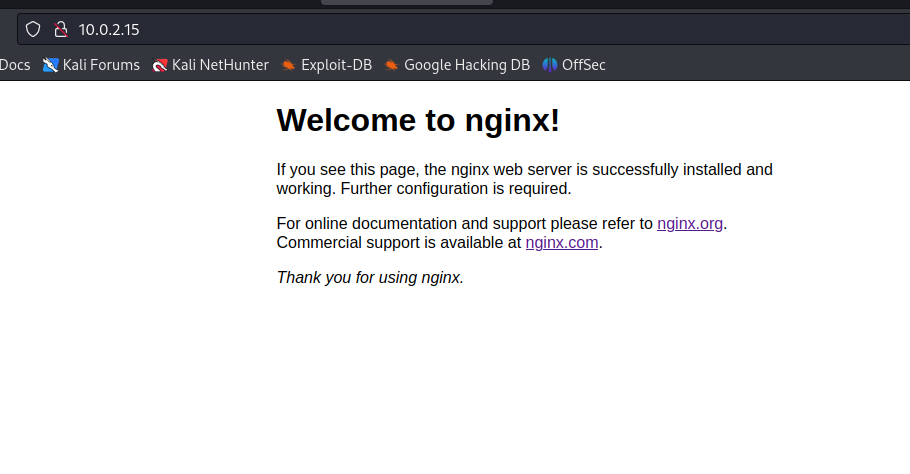 10.0.2.15
Docs Kali Forums Kali NetHunter Exploit-DB Google Hacking DB OffSec
Welcome to nginx!
If you see this page, the nginx web server is successfully installed and
working. Further configuration is required.
For online documentation and support please refer to nginx.org.
Commercial support is available at nginx.com.
Thank you for using nginx.